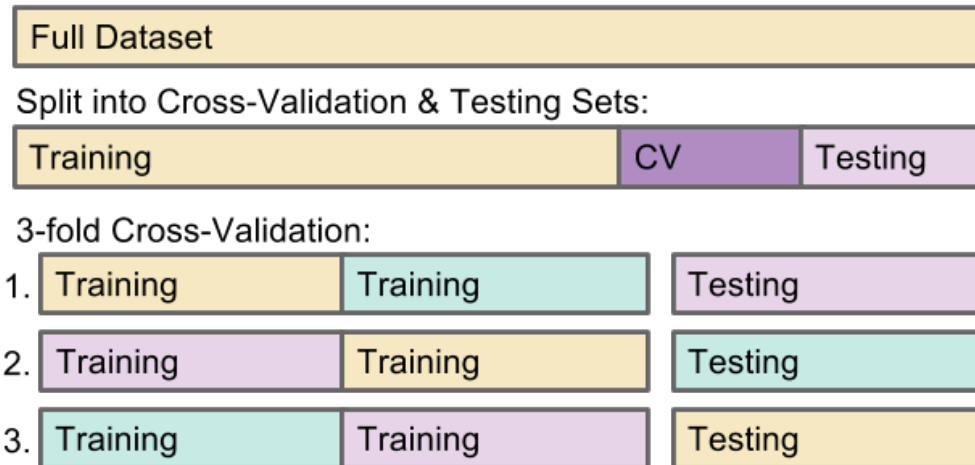 Full Dataset
Split into Cross-Validation & Testing Sets:
Training CV Testing
3-fold Cross-Validation:
1. Training Training Testing
2. Training Training Testing
3. Training Training Testing